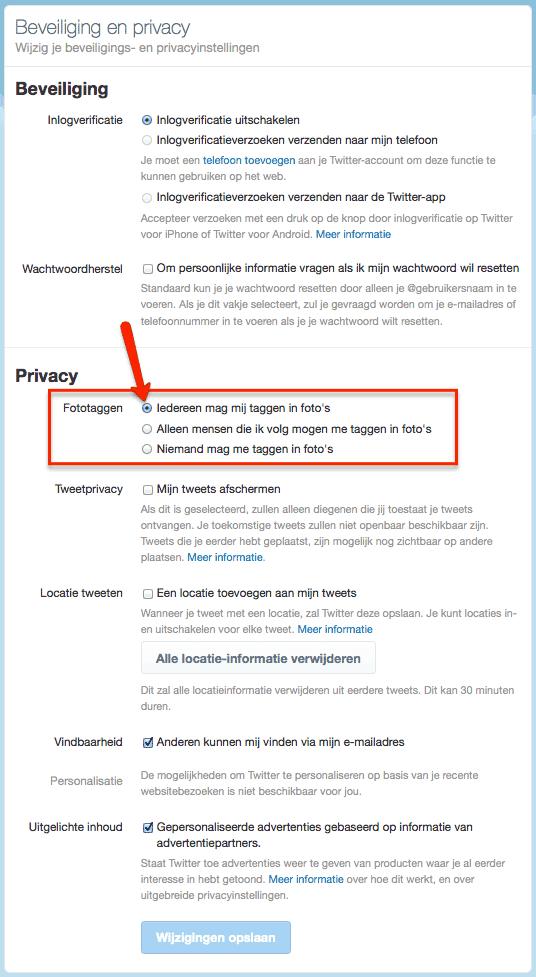 Beveiliging en privacy
Wijzig je beveiligings- en privacyinstellingen
Beveiliging
Inlogverificatie
Inlogverificatie uitschakelen
Inlogverificatieverzoeken verzenden naar mijn telefoon
Je moet een telefoon toevoegen aan je Twitter-account om deze functie te
kunnen gebruiken op het web.
Inlogverificatieverzoeken verzenden naar de Twitter-app
Accepteer verzoeken met een druk op de knop door inlogverificatie op Twitter
voor iPhone of Twitter voor Android. Meer informatie
Wachtwoordherstel
Om persoonlijke informatie vragen als ik mijn wachtwoord wil resetten
Standaard kun je je wachtwoord resetten door alleen je @gebruikersnaam in te
voeren. Als je dit vakje selecteert, zul je gevraagd worden om je e-mailadres of
telefoonnummer in te voeren als je je wachtwoord wilt resetten.
Privacy
Fototaggen
Iedereen mag mij taggen in foto's
Alleen mensen die ik volg mogen me taggen in foto's
Niemand mag me taggen in foto's
Tweetprivacy
Mijn tweets afschermen
Als dit is geselecteerd, zullen alleen diegenen die jij toestaat je tweets
ontvangen. Je toekomstige tweets zullen niet openbaar beschikbaar zijn.
Tweets die je eerder hebt geplaatst, zijn mogelijk nog zichtbaar op andere
plaatsen. Meer informatie.
Locatie tweeten
Een locatie toevoegen aan mijn tweets
Wanneer je tweet met een locatie, zal Twitter deze opslaan. Je kunt locaties in-
en uitschakelen voor elke tweet. Meer informatie
Alle locatie-informatie verwijderen
Dit zal alle locatieinformatie verwijderen uit eerdere tweets. Dit kan 30 minuten
duren.
Vindbaarheid
Anderen kunnen mij vinden via mijn e-mailadres
Personalisatie
De mogelijkheden om Twitter te personaliseren op basis van je recente
websitebezoeken is niet beschikbaar voor jou.
Uitgelichte inhoud
Gepersonaliseerde advertenties gebaseerd op informatie van
advertentiepartners.
Staat Twitter toe advertenties weer te geven van producten waar je al eerder
interesse in hebt getoond. Meer informatie over hoe dit werkt, en over
uitgebreide privacyinstellingen.
Wijzigingen opslaan